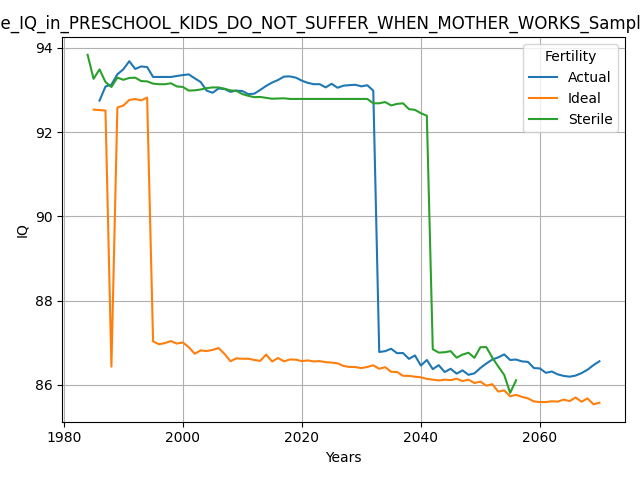 e_IQ_in_PRESCHOOL_KIDS_DO_NOT_SUFFER_WHEN_MOTHER_WORKS_Sampl
Fertility
Actual
Ideal
Sterile
94
92
90
88
86
IQ
1980
2000
2020
2040
2060
Years